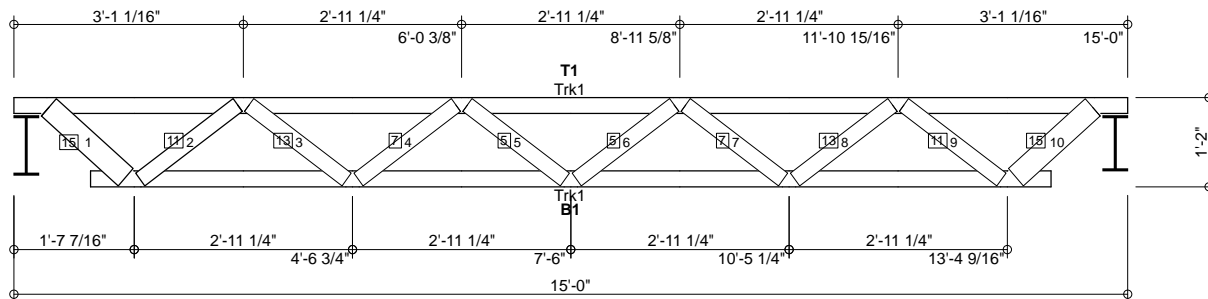 3'-1 1/16" 2'-11 1/4" 2'-11 1/4" 2'-11 1/4" 3'-1 1/16"
6'-0 3/8" 8'-11 5/8" 11'-10 15/16" 15'-0"
T1
Trk1
15 1 11 2 13 3 7 4 5 5 5 6 7 7 13 8 11 9 15 10
1'-2"
Trk1
B1
1'-7 7/16" 2'-11 1/4" 2'-11 1/4" 2'-11 1/4" 2'-11 1/4"
4'-6 3/4" 7'-6" 10'-5 1/4" 13'-4 9/16"
15'-0"